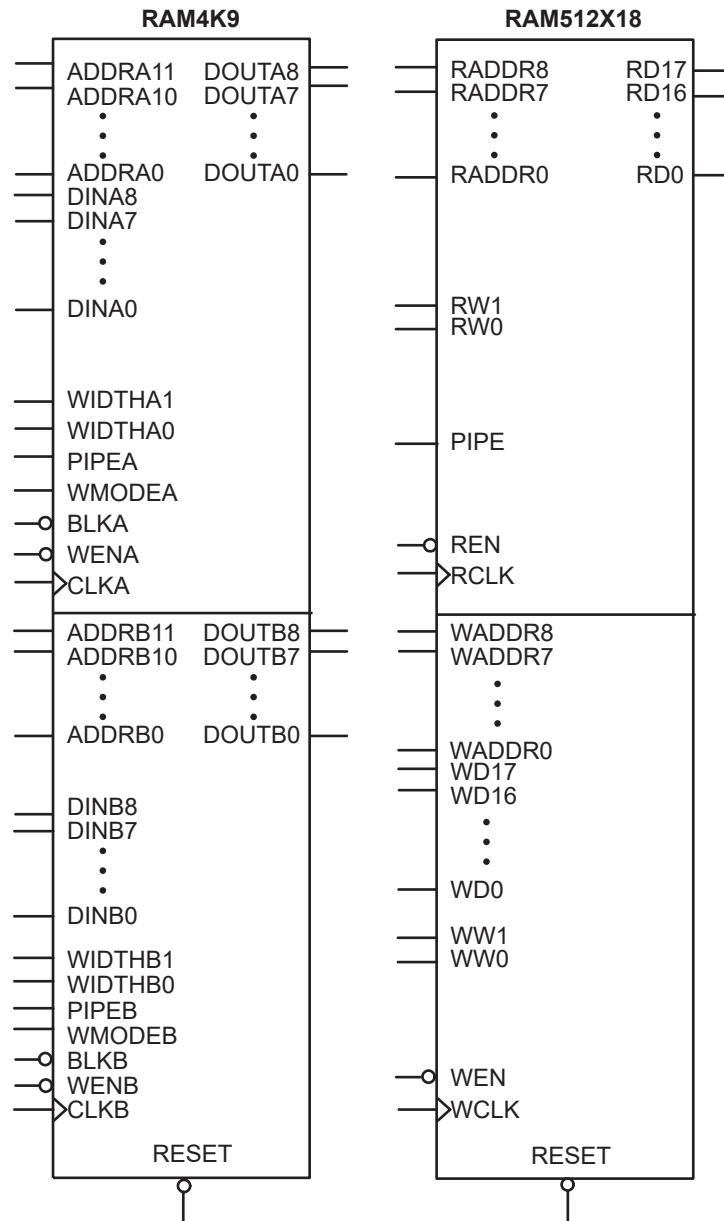 RAM4K9
ADDRA11 DOUTA8
ADDRA10 DOUTA7
ADDRA0 DOUTA0
DINA8
DINA7
DINA0
WIDTHA1
WIDTHA0
PIPEA
WMODEA
BLKA
WENA
CLKA
ADDRB11 DOUTB8
ADDRB10 DOUTB7
ADDRB0 DOUTB0
DINB8
DINB7
DINB0
WIDTHB1
WIDTHB0
PIPEB
WMODEB
BLKB
WENB
CLKB
RESET
RAM512X18
RADDR8 RD17
RADDR7 RD16
RADDR0 RD0
RW1
RW0
PIPE
REN
RCLK
WADDR8
WADDR7
WADDR0
WD17
WD16
WD0
WW1
WW0
WEN
WCLK
RESET